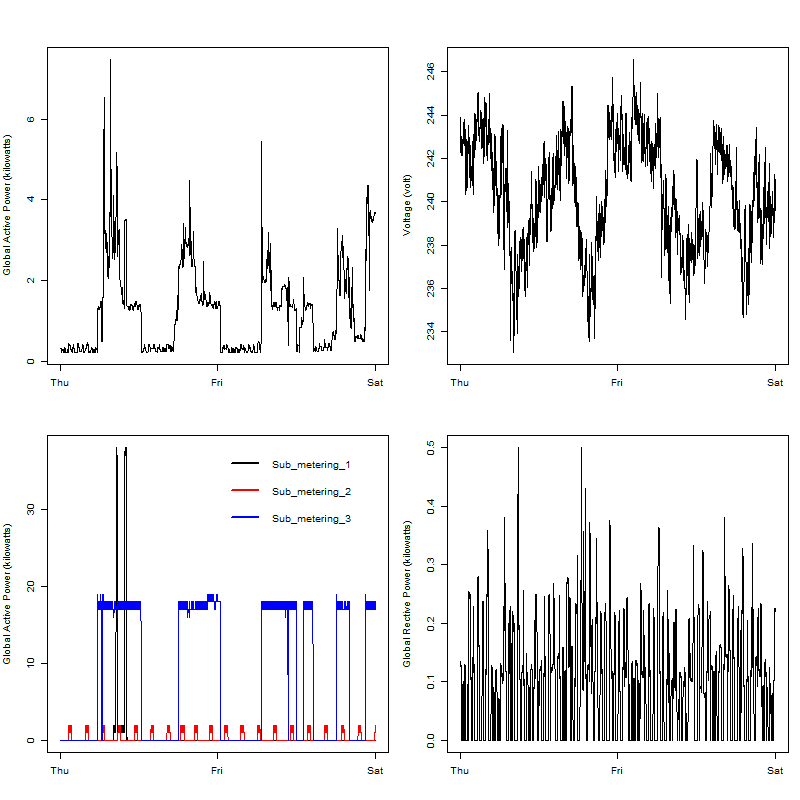 Global Active Power (kilowatts)
0 2 4 6
Thu Fri Sat
Voltage (volt)
234 236 238 240 242 244 246
Thu Fri Sat
Global Active Power (kilowatts)
0 10 20 30
Sub_metering_1
Sub_metering_2
Sub_metering_3
Thu Fri Sat
Global Rective Power (kilowatts)
0.0 0.1 0.2 0.3 0.4 0.5
Thu Fri Sat